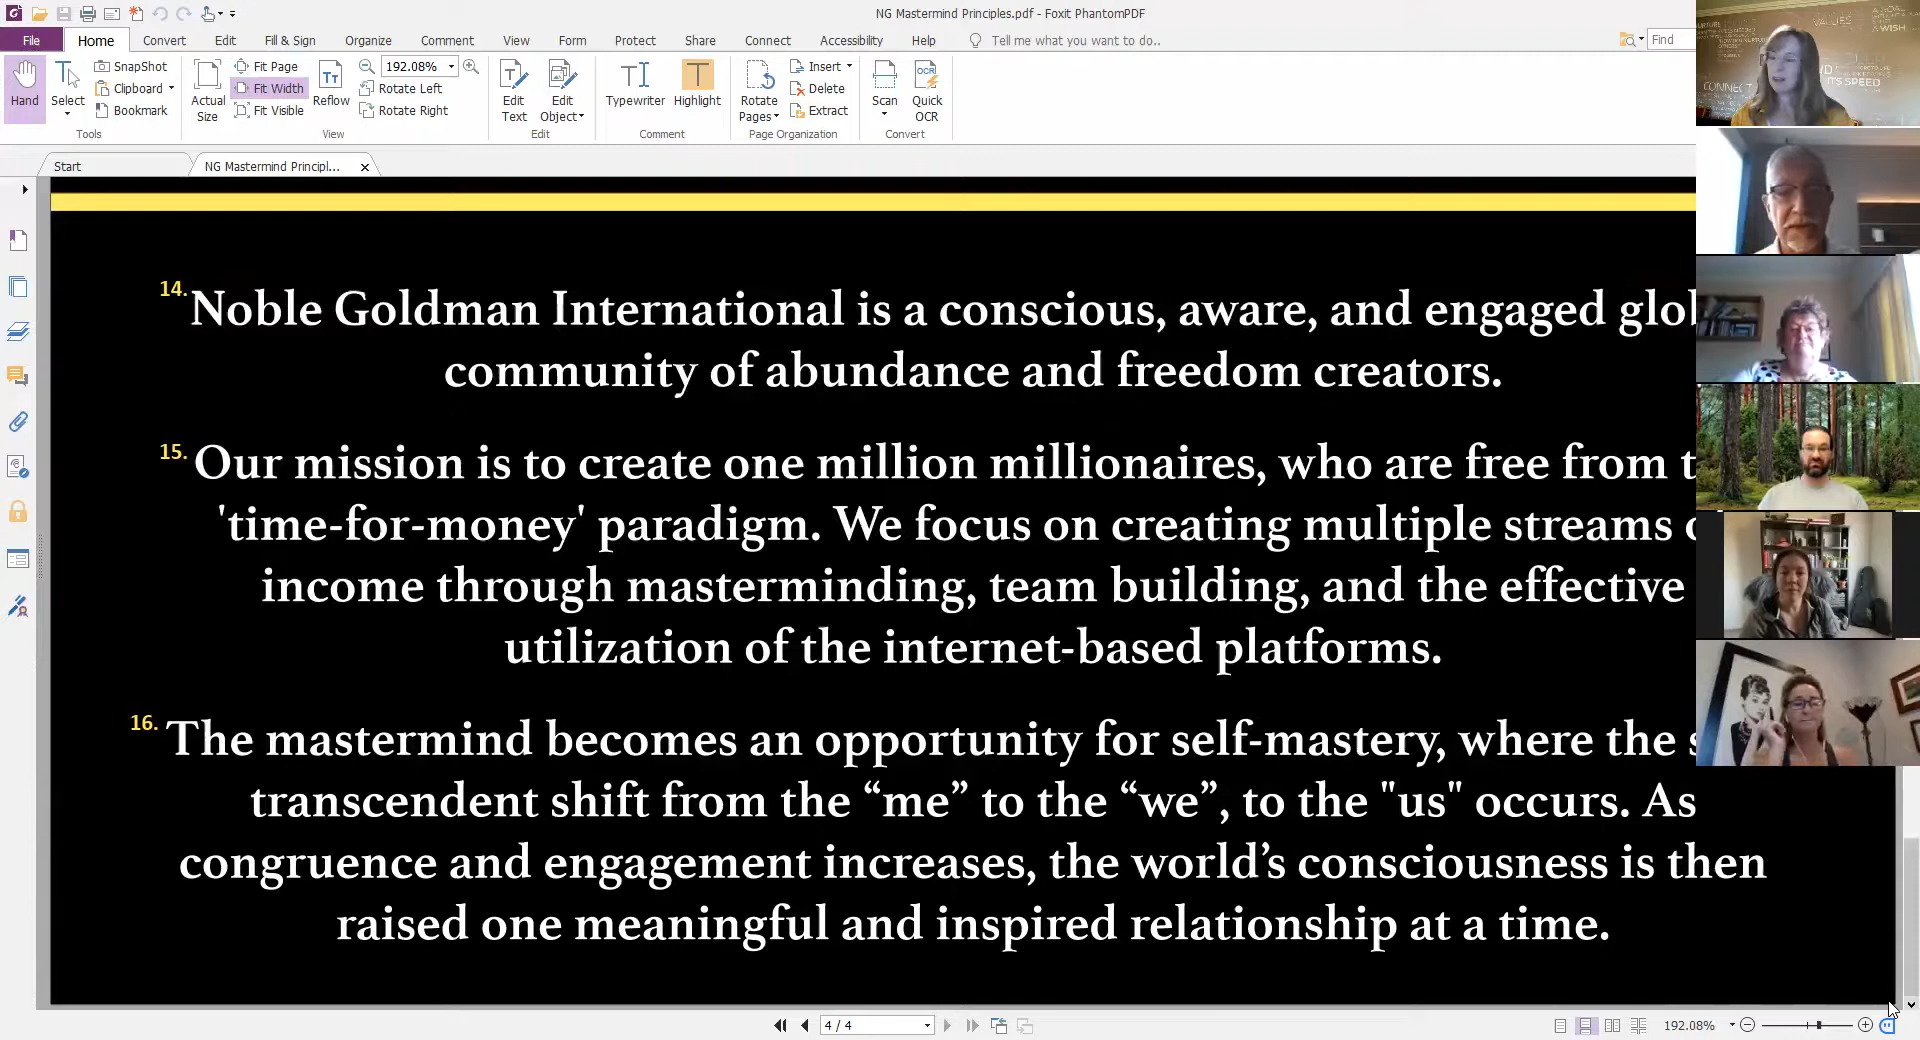 NG Mastermind Principles.pdf - Foxit PhantomPDF
File Home Convert Edit Fill & Sign Organize Comment View Form Protect Share Connect Accessibility Help Tell me what you want to do.. Find
Hand
Select
SnapShot
Clipboard
Bookmark
Tools
Actual Size
Fit Page
Fit Width
Fit Visible
Reflow
192.08%
Rotate Left
Rotate Right
View
Edit Text
Edit Object
Edit
Typewriter
Highlight
Comment
Rotate Pages
Insert
Delete
Extract
Page Organization
Scan
Quick OCR
Convert
Start
NG Mastermind Principl...
14. Noble Goldman International is a conscious, aware, and engaged glo
community of abundance and freedom creators.
15. Our mission is to create one million millionaires, who are free from t
'time-for-money' paradigm. We focus on creating multiple streams
income through masterminding, team building, and the effective
utilization of the internet-based platforms.
16. The mastermind becomes an opportunity for self-mastery, where the s
transcendent shift from the “me” to the “we”, to the "us" occurs. As
congruence and engagement increases, the world’s consciousness is then
raised one meaningful and inspired relationship at a time.
4 / 4
192.08%
VALUES
WISH
CONNECT
ITS SPEED